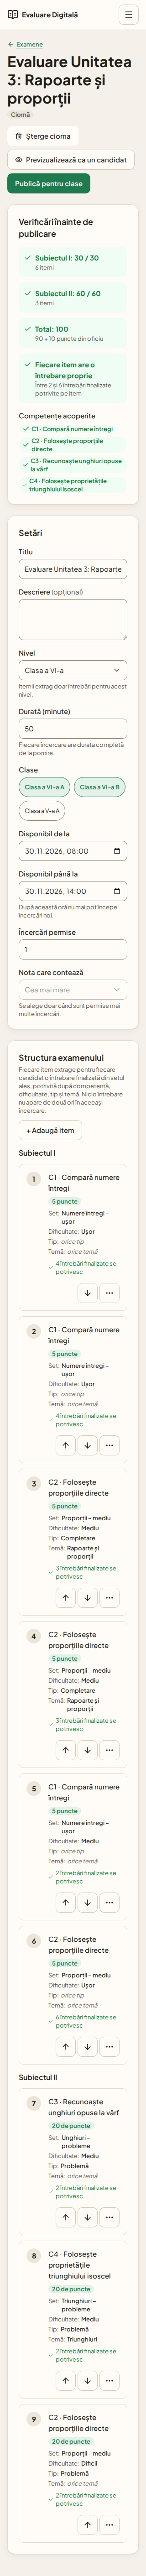 Evaluare Digitală
Examene
Evaluare Unitatea
3: Rapoarte și
proporții
Ciornă
Șterge ciorna
Previzualizează ca un candidat
Publică pentru clase
Verificări înainte de
publicare
Subiectul I: 30 / 30
6 itemi
Subiectul II: 60 / 60
3 itemi
Total: 100
90 + 10 puncte din oficiu
Fiecare item are o
întrebare proprie
Între 2 și 6 întrebări finalizate
potrivite pe item
Competențe acoperite
C1 · Compară numere întregi
C2 · Folosește proporțiile
directe
C3 · Recunoaște unghiuri opuse
la vârf
C4 · Folosește proprietățile
triunghiului isoscel
Setări
Titlu
Evaluare Unitatea 3: Rapoarte
Descriere (opțional)
Nivel
Clasa a VI-a
Itemii extrag doar întrebări pentru acest
nivel.
Durată (minute)
50
Fiecare încercare are durata completă
de la pornire.
Clase
Clasa a VI-a A
Clasa a VI-a B
Clasa a V-a A
Disponibil de la
30.11.2026, 08:00
Disponibil până la
30.11.2026, 14:00
După această oră nu mai pot începe
încercări noi.
Încercări permise
1
Nota care contează
Cea mai mare
Se alege doar când sunt permise mai
multe încercări.
Structura examenului
Fiecare item extrage pentru fiecare
candidat o întrebare finalizată din setul
ales, potrivită după competență,
dificultate, tip și temă. Nicio întrebare
nu apare de două ori în aceeași
încercare.
+ Adaugă item
Subiectul I
1
C1 · Compară numere
întregi
5 puncte
Set: Numere întregi –
ușor
Dificultate: Ușor
Tip: orice tip
Temă: orice temă
4 întrebări finalizate se
potrivesc
2
C1 · Compară numere
întregi
5 puncte
Set: Numere întregi –
ușor
Dificultate: Ușor
Tip: orice tip
Temă: orice temă
4 întrebări finalizate se
potrivesc
3
C2 · Folosește
proporțiile directe
5 puncte
Set: Proporții – mediu
Dificultate: Mediu
Tip: Completare
Temă: Rapoarte și
proporții
3 întrebări finalizate se
potrivesc
4
C2 · Folosește
proporțiile directe
5 puncte
Set: Proporții – mediu
Dificultate: Mediu
Tip: Completare
Temă: Rapoarte și
proporții
3 întrebări finalizate se
potrivesc
5
C1 · Compară numere
întregi
5 puncte
Set: Numere întregi –
ușor
Dificultate: Mediu
Tip: orice tip
Temă: orice temă
2 întrebări finalizate se
potrivesc
6
C2 · Folosește
proporțiile directe
5 puncte
Set: Proporții – mediu
Dificultate: Ușor
Tip: orice tip
Temă: orice temă
6 întrebări finalizate se
potrivesc
Subiectul II
7
C3 · Recunoaște
unghiuri opuse la vârf
20 de puncte
Set: Unghiuri –
probleme
Dificultate: Mediu
Tip: Problemă
Temă: orice temă
2 întrebări finalizate se
potrivesc
8
C4 · Folosește
proprietățile
triunghiului isoscel
20 de puncte
Set: Triunghiuri –
probleme
Dificultate: Mediu
Tip: Problemă
Temă: Triunghiuri
2 întrebări finalizate se
potrivesc
9
C2 · Folosește
proporțiile directe
20 de puncte
Set: Proporții – mediu
Dificultate: Dificil
Tip: Problemă
Temă: orice temă
2 întrebări finalizate se
potrivesc